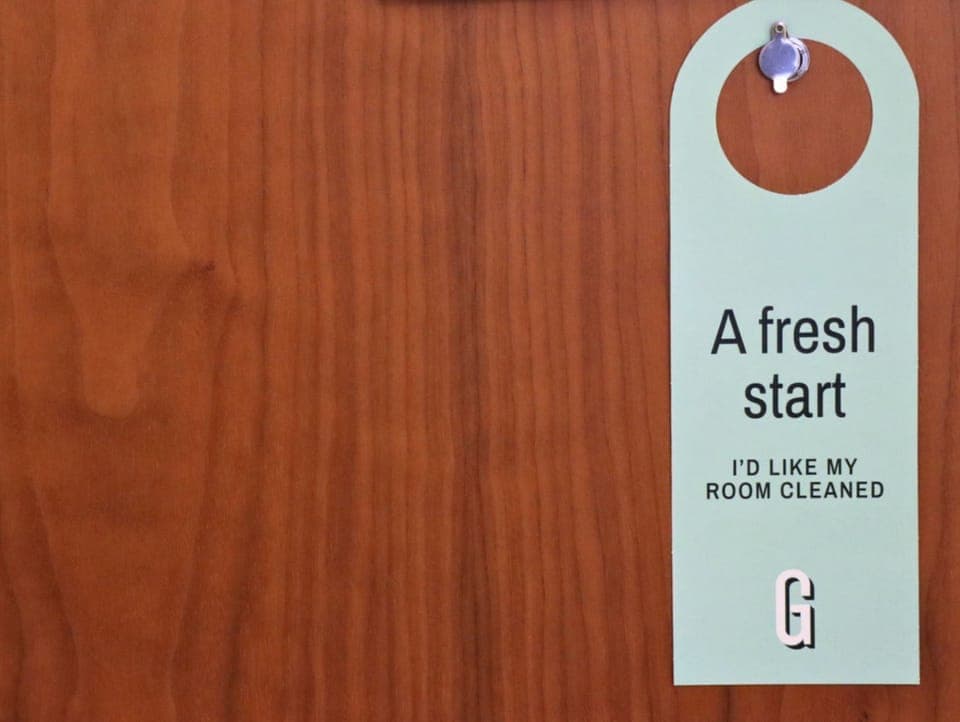 A fresh
start
I'D LIKE MY
ROOM CLEANED
G